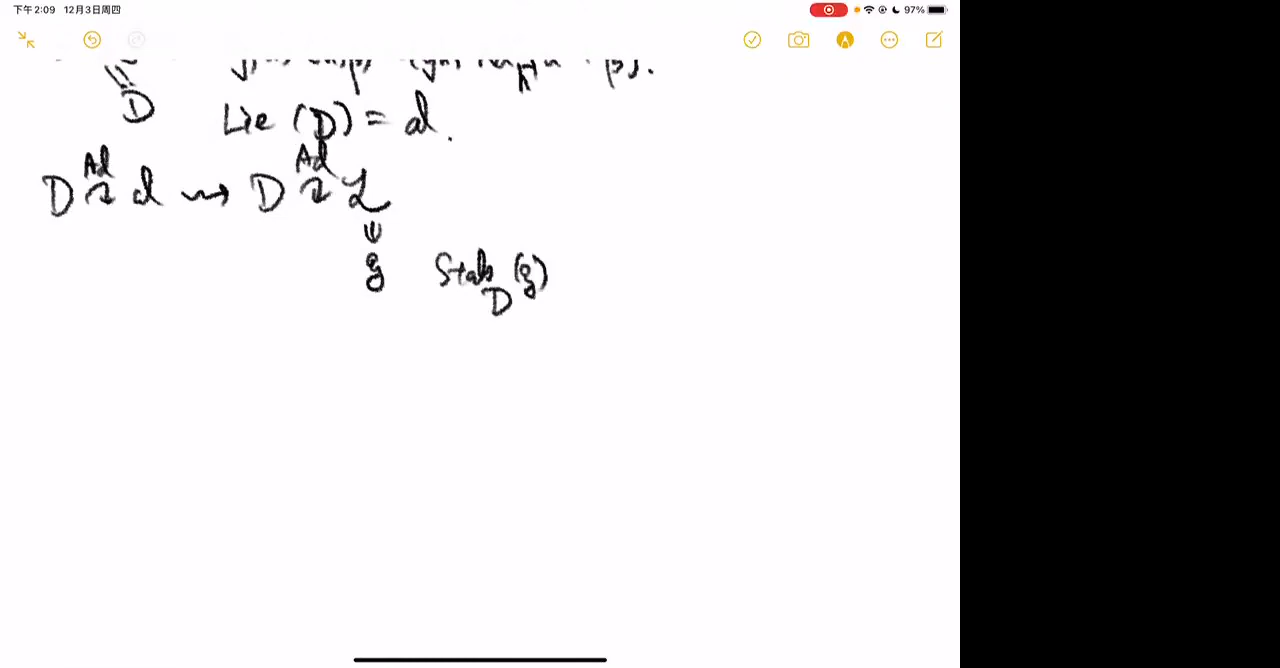 下午 2:09 12月3日周四
97%
D
Lie (D) = d.
Ad Ad
D ↷ d ⇝ D ↷ L
ψ
g Stab_D (g)